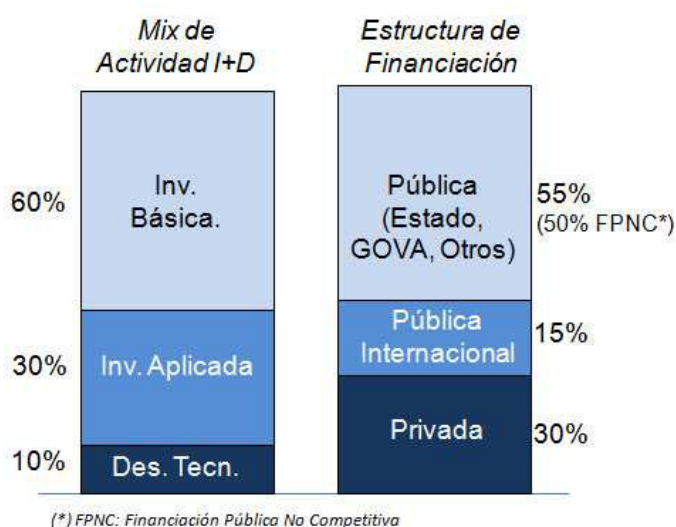 Mix de
Actividad I+D
Estructura de
Financiación
60%
Inv.
Básica.
Pública
(Estado,
GOVA, Otros)
55%
(50% FPNC*)
30%
Inv. Aplicada
Pública
Internacional
15%
10%
Des. Tecn.
Privada
30%
(*) FPNC: Financiación Pública No Competitiva